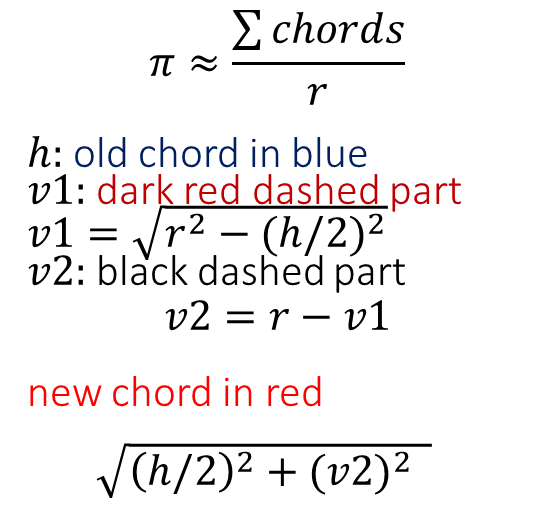 π ≈ ∑ chords / r
h: old chord in blue
v1: dark red dashed part
v1 = √(r² − (h/2)²)
v2: black dashed part
v2 = r − v1
new chord in red
√((h/2)² + (v2)²)